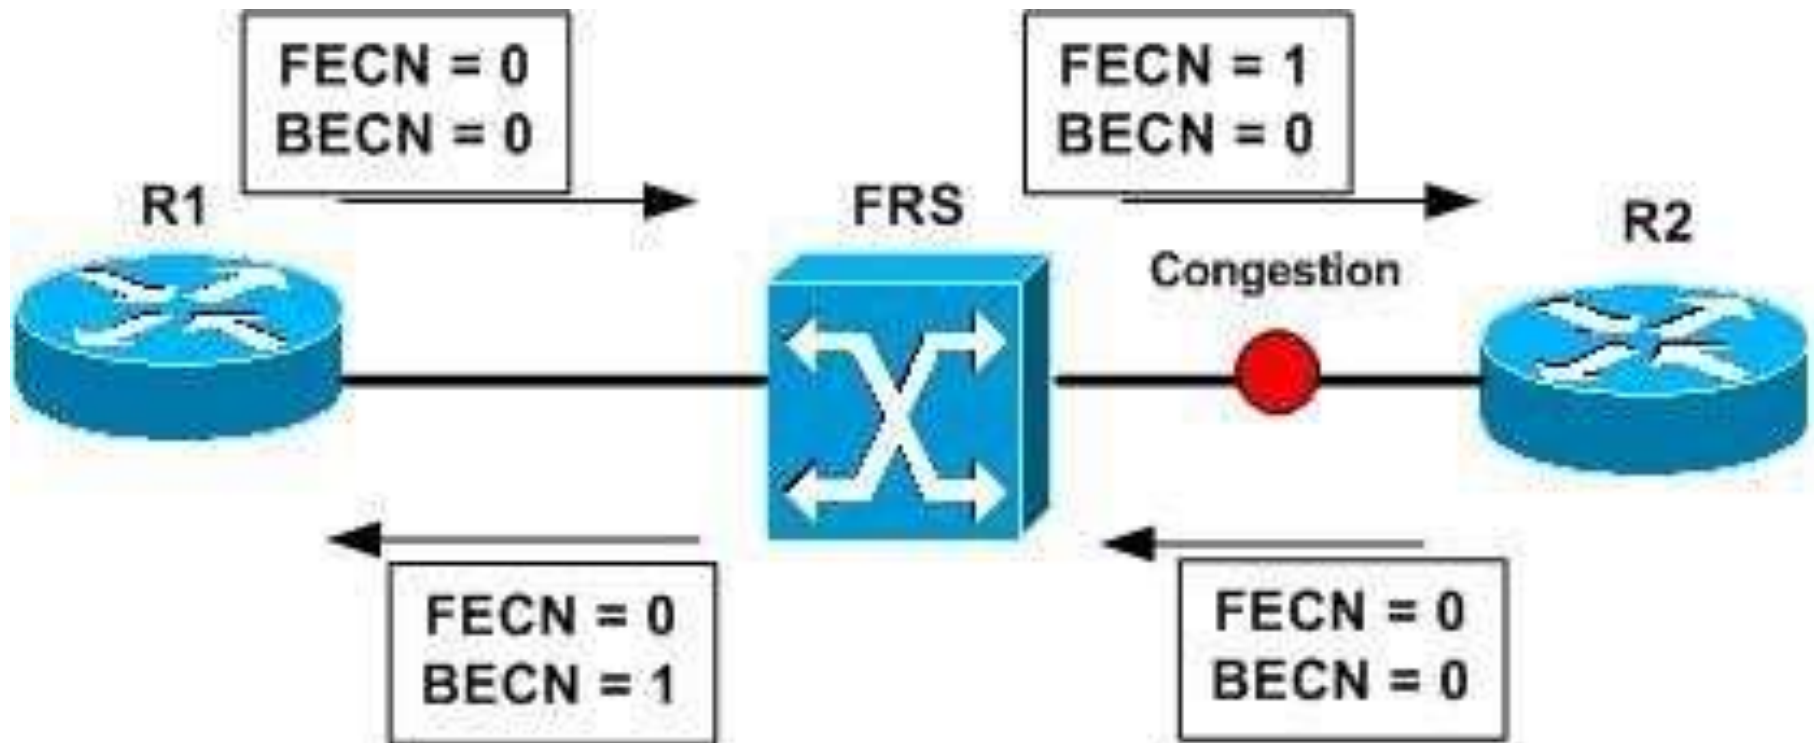 FECN = 0
BECN = 0
FECN = 1
BECN = 0
R1
FRS
R2
Congestion
FECN = 0
BECN = 1
FECN = 0
BECN = 0